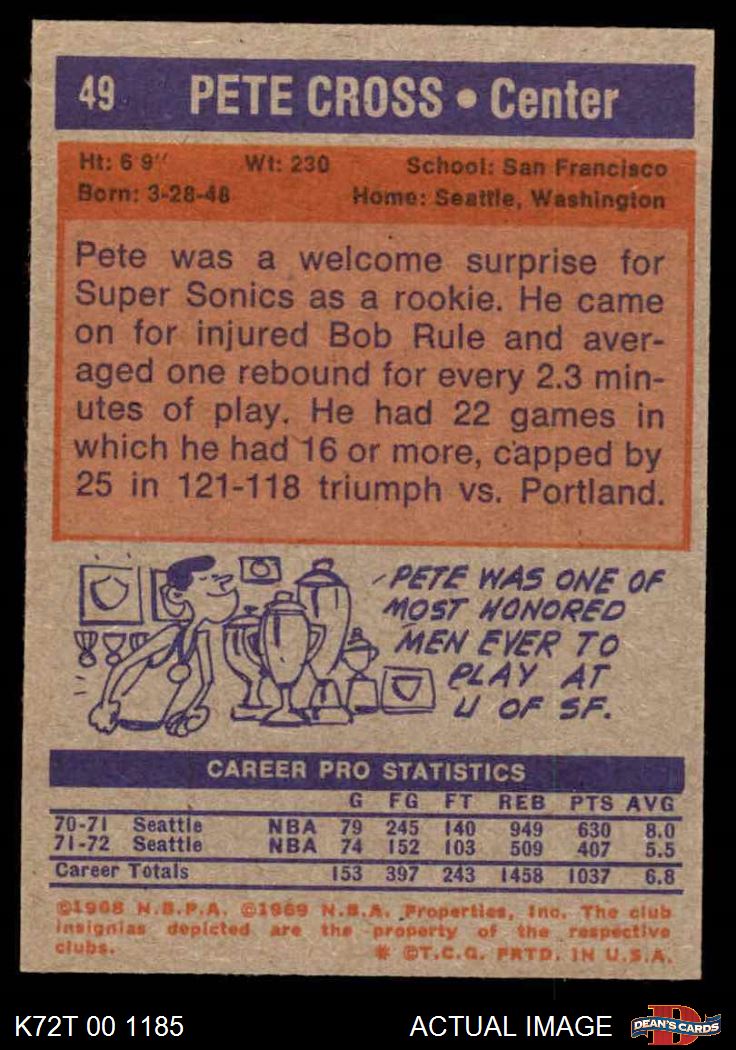 49 PETE CROSS • Center
Ht: 6 9" Wt: 230 School: San Francisco
Born: 3-28-48 Home: Seattle, Washington
Pete was a welcome surprise for
Super Sonics as a rookie. He came
on for injured Bob Rule and aver-
aged one rebound for every 2.3 min-
utes of play. He had 22 games in
which he had 16 or more, capped by
25 in 121-118 triumph vs. Portland.
PETE WAS ONE OF
MOST HONORED
MEN EVER TO
PLAY AT
U OF SF.
CAREER PRO STATISTICS
G FG FT REB PTS AVG
70-71 Seattle NBA 79 245 140 949 630 8.0
71-72 Seattle NBA 74 152 103 509 407 5.5
Career Totals 153 397 243 1458 1037 6.8
©1968 N.B.P.A. ©1969 N.B.A. Properties, Inc. The club
insignias depicted are the property of the respective
clubs. * ©T.C.G. PRTD. IN U.S.A.
K72T 00 1185 ACTUAL IMAGE D DEAN'S CARDS